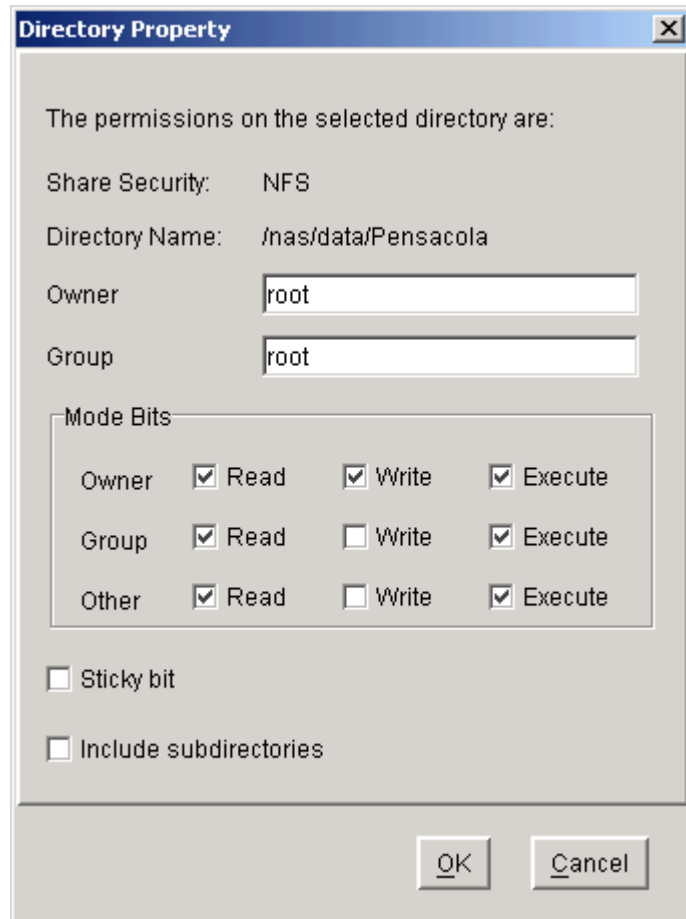 Directory Property
The permissions on the selected directory are:
Share Security: NFS
Directory Name: /nas/data/Pensacola
Owner root
Group root
Mode Bits
Owner Read Write Execute
Group Read Write Execute
Other Read Write Execute
Sticky bit
Include subdirectories
OK Cancel